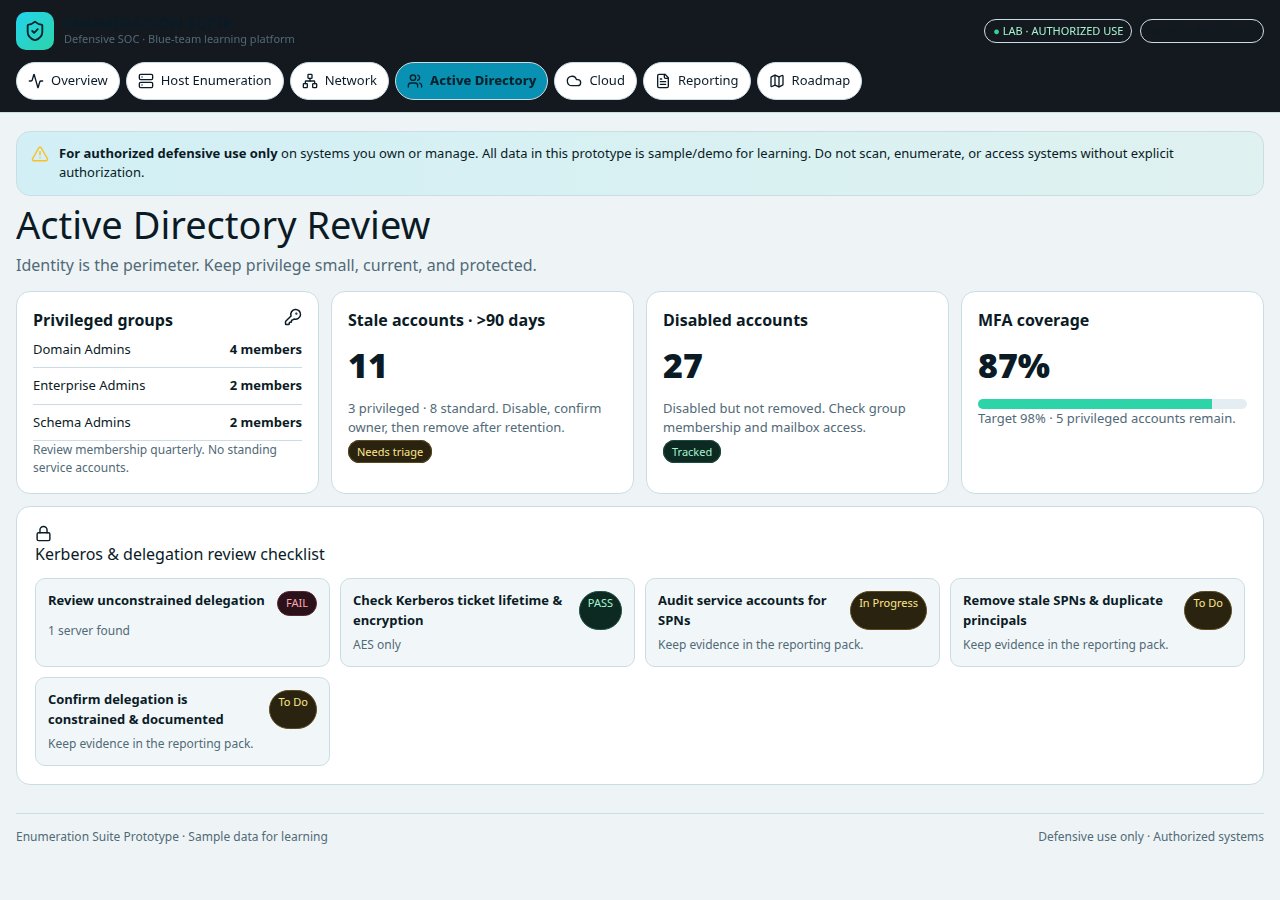 Defensive SOC · Blue-team learning platform
● LAB · AUTHORIZED USE
Overview
Host Enumeration
Network
Active Directory
Cloud
Reporting
Roadmap
For authorized defensive use only on systems you own or manage. All data in this prototype is sample/demo for learning. Do not scan, enumerate, or access systems without explicit
authorization.
Active Directory Review
Identity is the perimeter. Keep privilege small, current, and protected.
Privileged groups
Domain Admins 4 members
Enterprise Admins 2 members
Schema Admins 2 members
Review membership quarterly. No standing
service accounts.
Stale accounts · >90 days
11
3 privileged · 8 standard. Disable, confirm
owner, then remove after retention.
Needs triage
Disabled accounts
27
Disabled but not removed. Check group
membership and mailbox access.
Tracked
MFA coverage
87%
Target 98% · 5 privileged accounts remain.
Kerberos & delegation review checklist
Review unconstrained delegation
FAIL
1 server found
Check Kerberos ticket lifetime &
encryption
PASS
AES only
Audit service accounts for
SPNs
In Progress
Keep evidence in the reporting pack.
Remove stale SPNs & duplicate
principals
To Do
Keep evidence in the reporting pack.
Confirm delegation is
constrained & documented
To Do
Keep evidence in the reporting pack.
Enumeration Suite Prototype · Sample data for learning
Defensive use only · Authorized systems